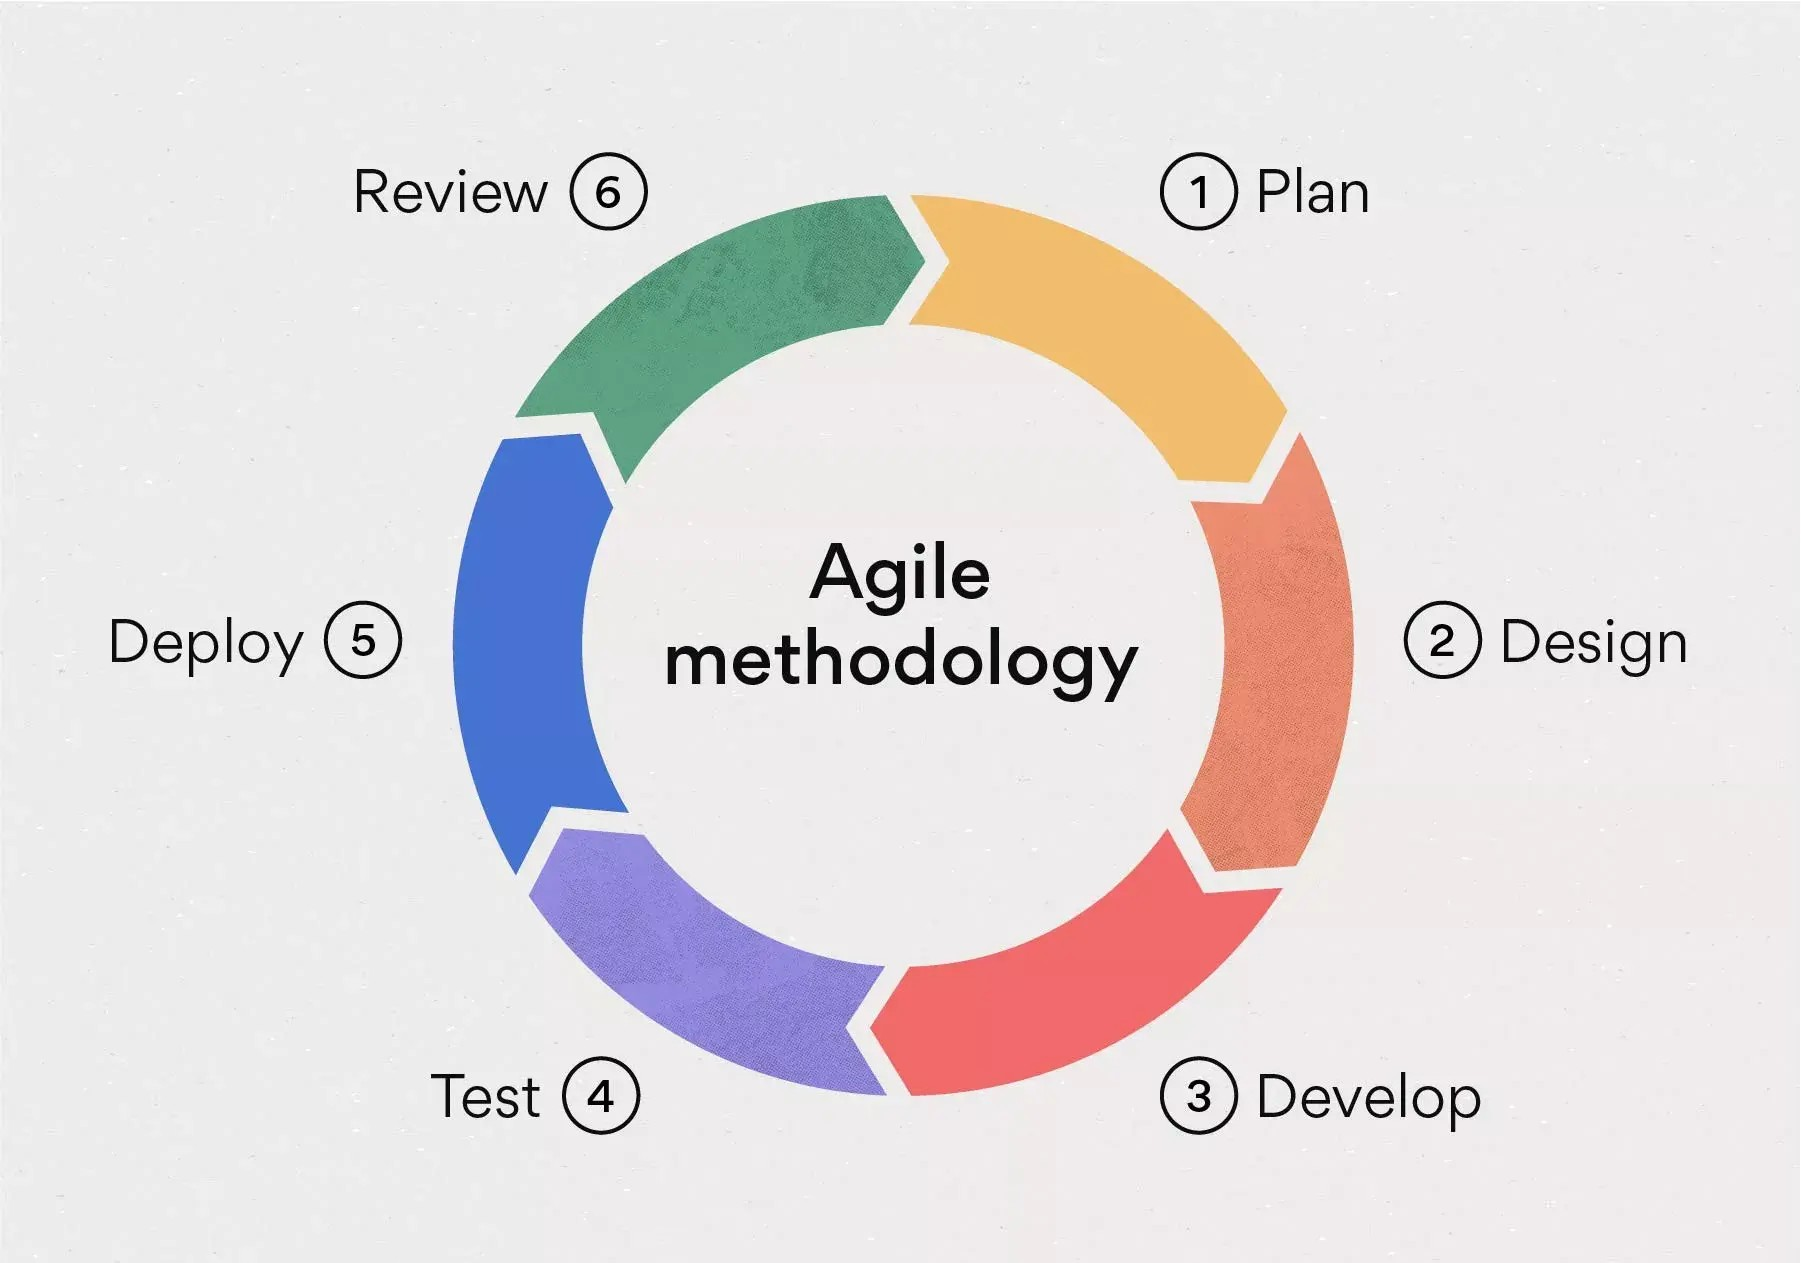 Agile
methodology
1 Plan
2 Design
3 Develop
Test 4
Deploy 5
Review 6